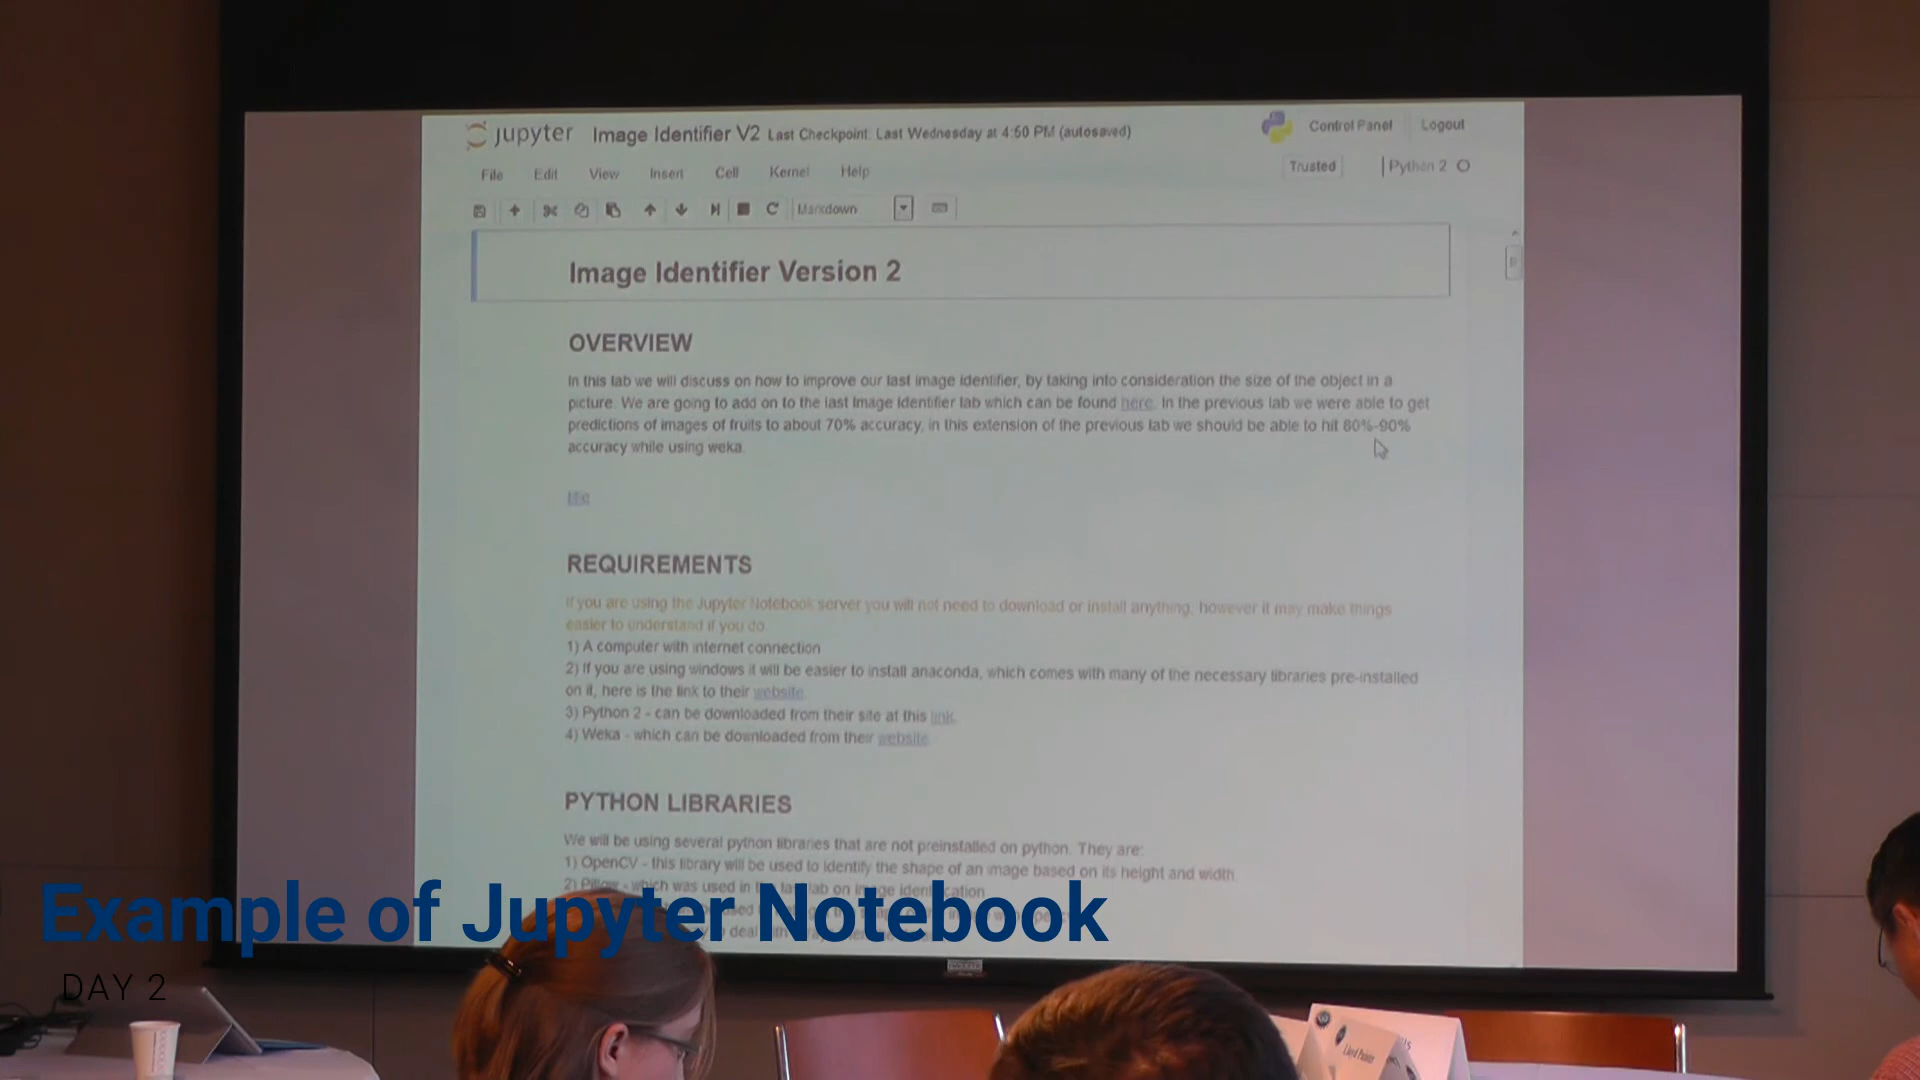 jupyter Image Identifier V2 Last Checkpoint: Last Wednesday at 4:50 PM (autosaved) Control Panel Logout
File Edit View Insert Cell Kernel Help Trusted Python 2
Markdown
Image Identifier Version 2
OVERVIEW
In this lab we will discuss on how to improve our last image identifier, by taking into consideration the size of the object in a
picture. We are going to add on to the last Image Identifier lab which can be found here. In the previous lab we were able to get
predictions of images of fruits to about 70% accuracy, in this extension of the previous lab we should be able to hit 80%-90%
accuracy while using weka.
REQUIREMENTS
If you are using the Jupyter Notebook server you will not need to download or install anything, however it may make things
easier to understand if you do.
1) A computer with internet connection
2) If you are using windows it will be easier to install anaconda, which comes with many of the necessary libraries pre-installed
on it, here is the link to their website.
3) Python 2 - can be downloaded from their site at this link.
4) Weka - which can be downloaded from their website.
PYTHON LIBRARIES
We will be using several python libraries that are not preinstalled on python. They are:
1) OpenCV - this library will be used to identify the shape of an image based on its height and width.
2) Pillow - which was used in the last lab on image identification.
Example of Jupyter Notebook
DAY 2